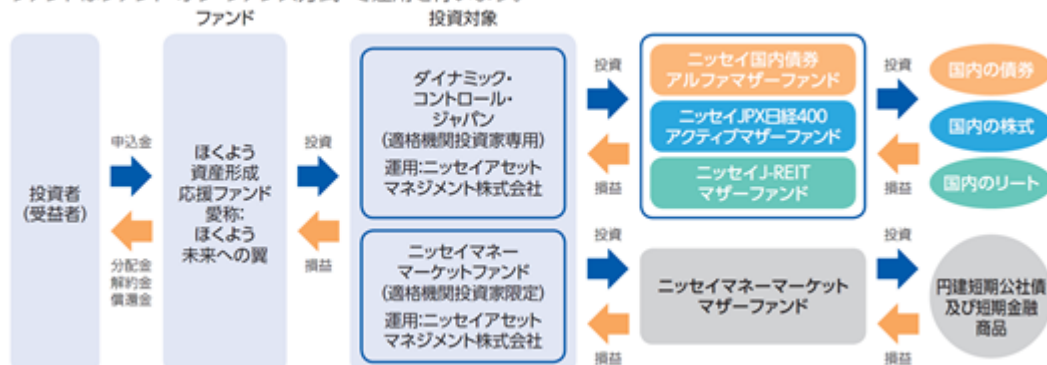 ファンド
投資対象
投資者
(受益者)
申込金
分配金
解約金
償還金
ほくよう
資産形成
応援ファンド
愛称:
ほくよう
未来への翼
投資
損益
ダイナミック・
コントロール・
ジャパン
(適格機関投資家専用)
運用:ニッセイアセット
マネジメント株式会社
ニッセイマネー
マーケットファンド
(適格機関投資家限定)
運用:ニッセイアセット
マネジメント株式会社
投資
損益
投資
損益
ニッセイ国内債券
アルファマザーファンド
ニッセイJPX日経400
アクティブマザーファンド
ニッセイJ-REIT
マザーファンド
ニッセイマネーマーケット
マザーファンド
投資
損益
投資
損益
国内の債券
国内の株式
国内のリート
円建短期公社債
及び短期金融
商品